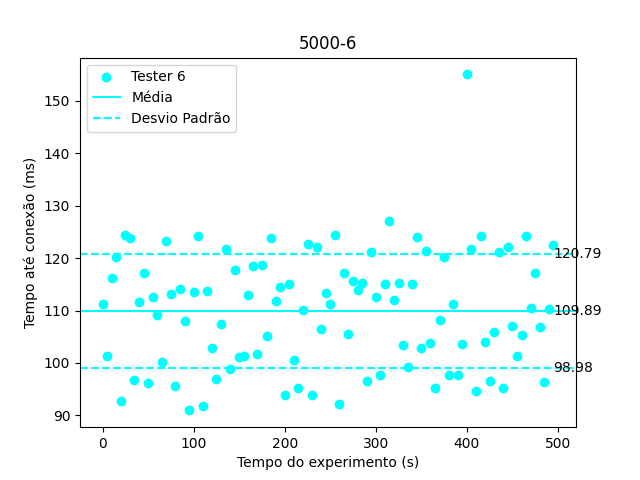 5000-6
Tester 6
Média
Desvio Padrão
Tempo até conexão (ms)
150
140
130
120
110
100
90
120.79
109.89
98.98
0 100 200 300 400 500
Tempo do experimento (s)